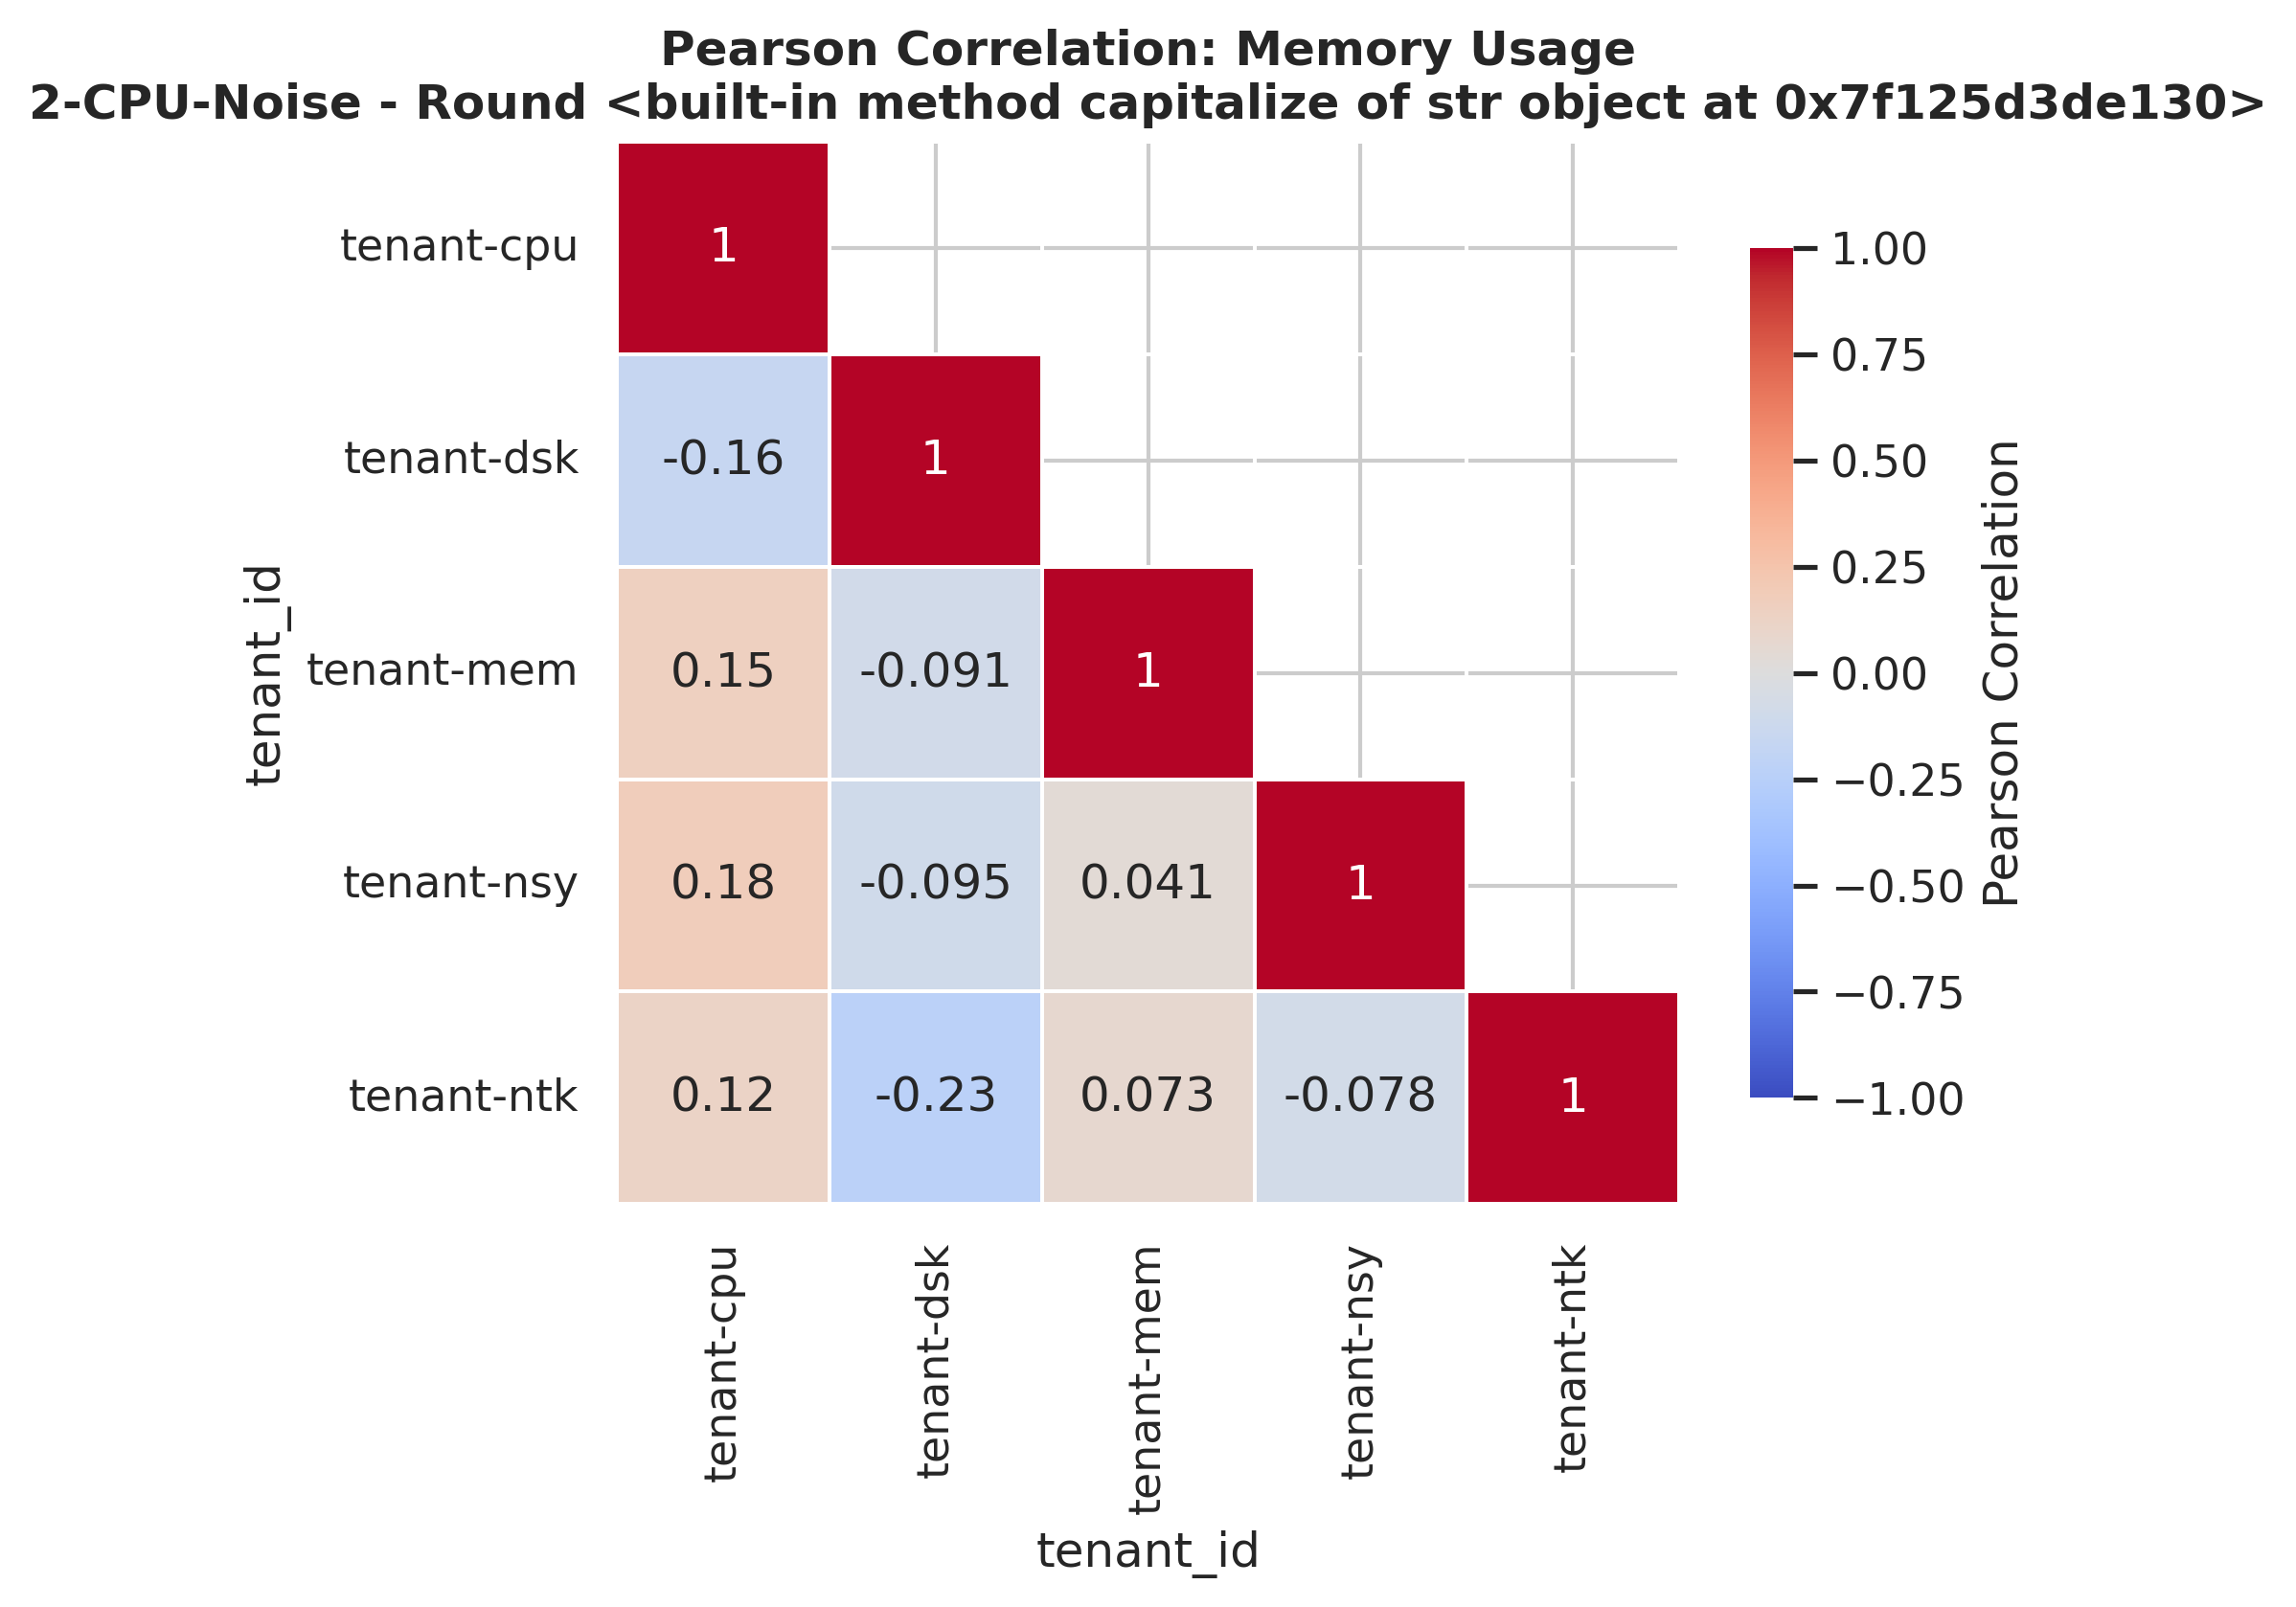 Pearson Correlation: Memory Usage
2-CPU-Noise - Round <built-in method capitalize of str object at 0x7f125d3de130>
tenant_id
tenant-cpu
1
tenant-dsk
-0.16 1
tenant-mem
0.15 -0.091 1
tenant-nsy
0.18 -0.095 0.041 1
tenant-ntk
0.12 -0.23 0.073 -0.078 1
tenant-cpu
tenant-dsk
tenant-mem
tenant-nsy
tenant-ntk
tenant_id
1.00
0.75
0.50
0.25
0.00
−0.25
−0.50
−0.75
−1.00
Pearson Correlation